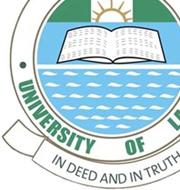 UNIVERSITY OF
IN DEED AND IN TRUTH